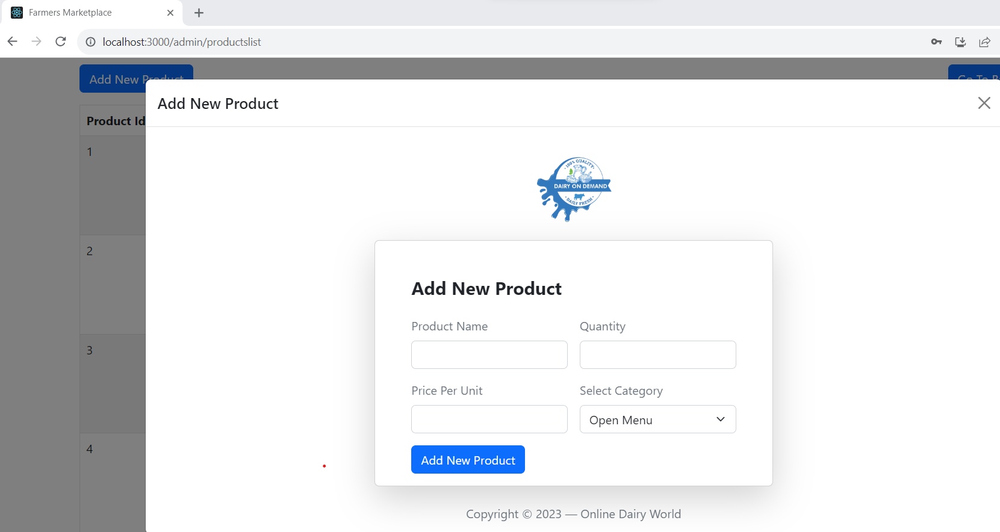 Farmers Marketplace
localhost:3000/admin/productslist
Add New Product
Go To B
Add New Product
Product Id
1
2
3
4
100% QUALITY
DAIRY ON DEMAND
DAILY FRESH
Add New Product
Product Name Quantity
Price Per Unit Select Category
Open Menu
Add New Product
Copyright © 2023 — Online Dairy World